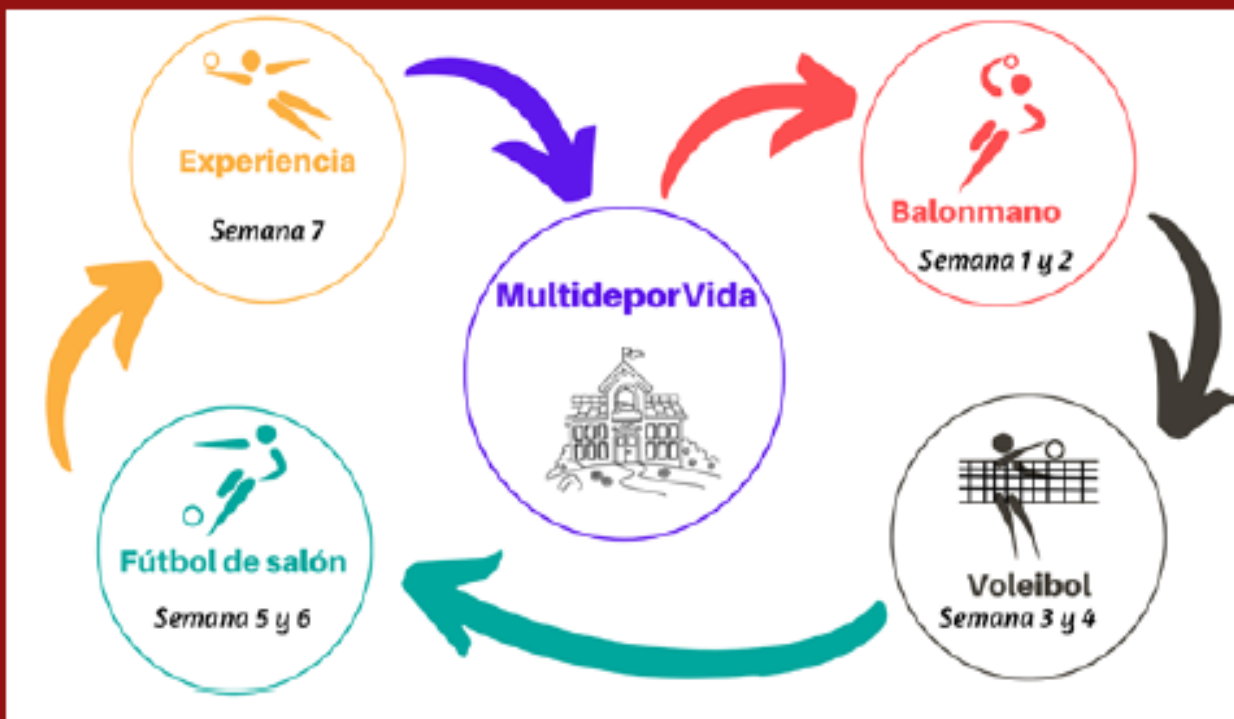 Experiencia
Semana 7
MultideporVida
Balonmano
Semana 1 y 2
Voleibol
Semana 3 y 4
Fútbol de salón
Semana 5 y 6